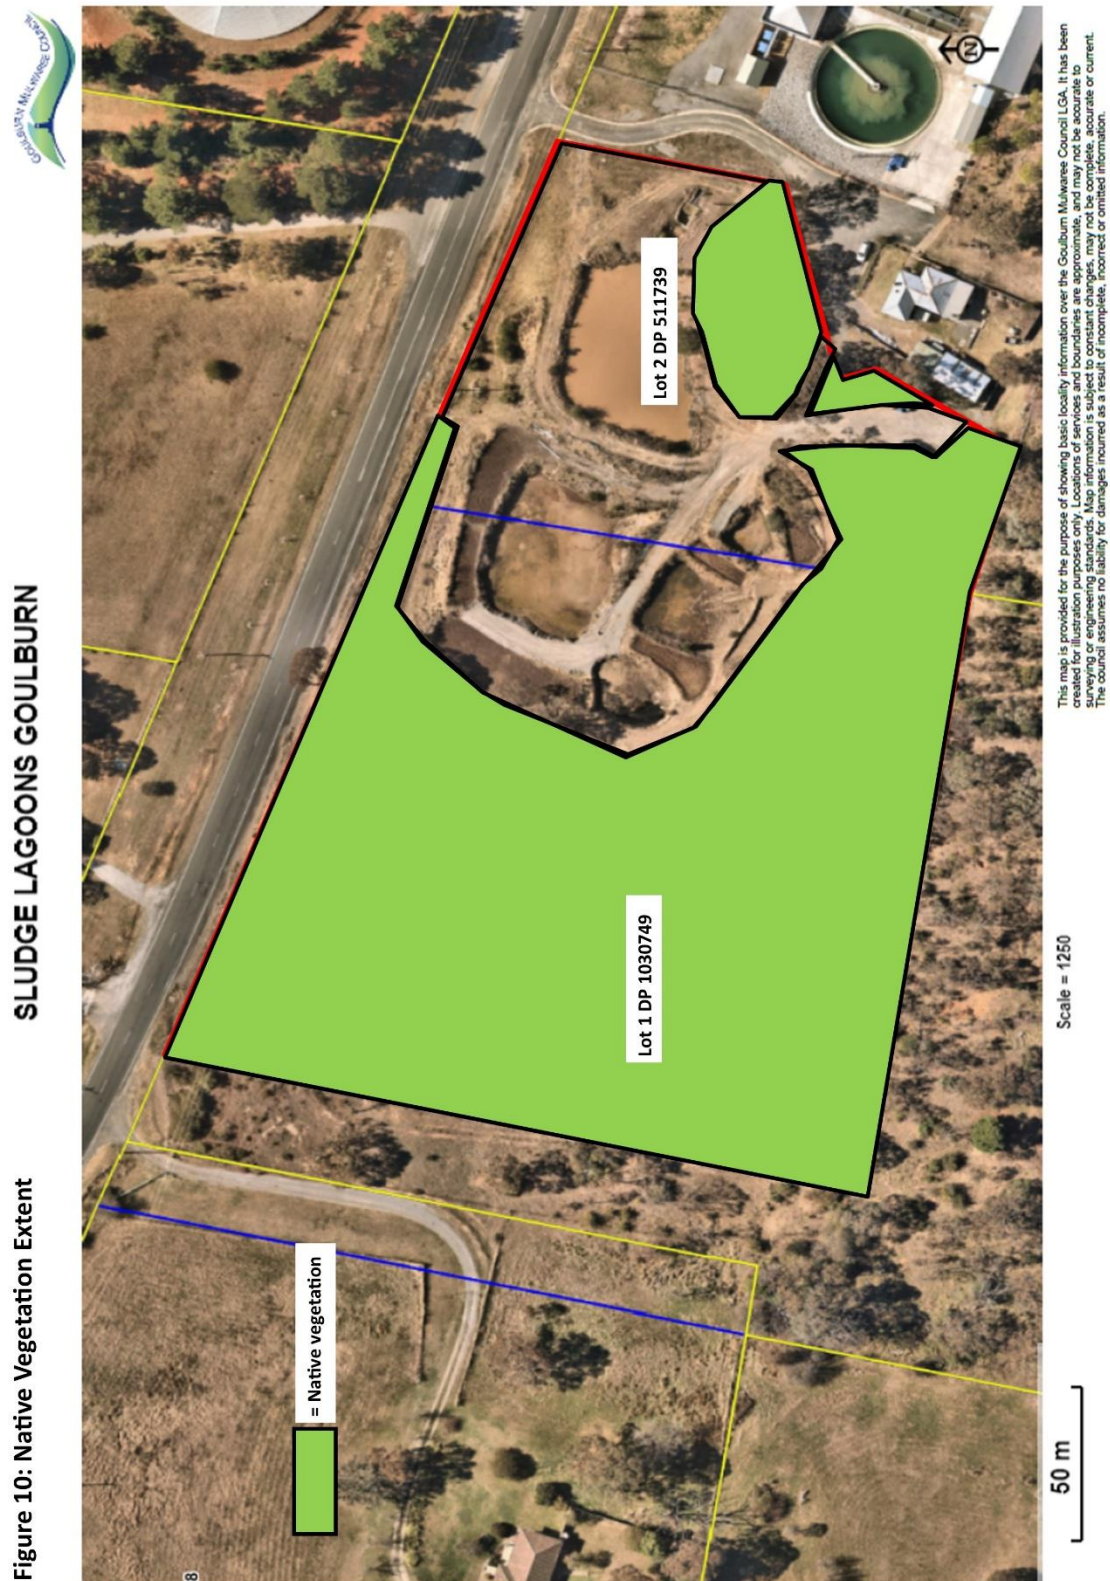 Figure 10: Native Vegetation Extent
SLUDGE LAGOONS GOULBURN
GOULBURN MULWAREE COUNCIL
= Native vegetation
Lot 1 DP 1030749
Lot 2 DP 511739
N
8
50 m
Scale = 1250
This map is provided for the purpose of showing basic locality information over the Goulburn Mulwaree Council LGA. It has been
created for illustration purposes only. Locations of services and boundaries are approximate, and may not be accurate to
surveying or engineering standards. Map information is subject to constant changes, may not be complete, accurate or current.
The council assumes no liability for damages incurred as a result of incomplete, incorrect or omitted information.